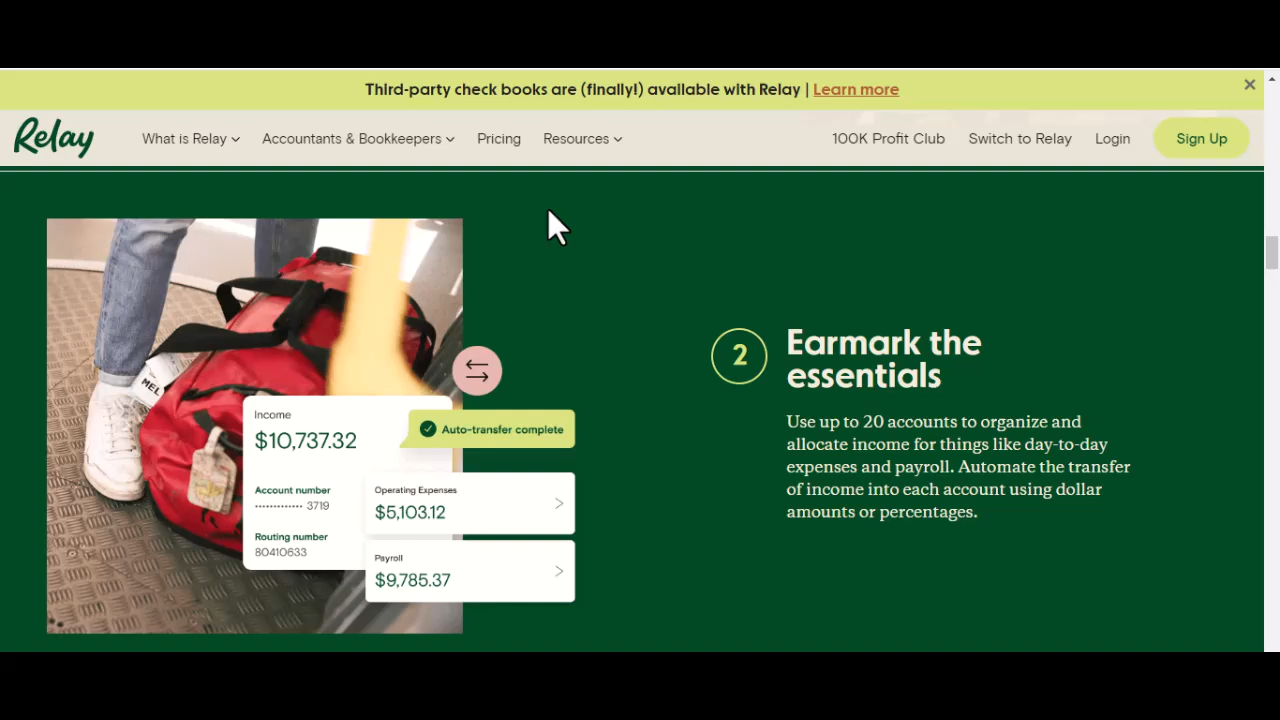 Third-party check books are (finally!) available with Relay | Learn more
Relay What is Relay Accountants & Bookkeepers Pricing Resources 100K Profit Club Switch to Relay Login Sign Up
MEL
Income
$10,737.32
Auto-transfer complete
Account number
············· 3719
Routing number
80410633
Operating Expenses
$5,103.12
Payroll
$9,785.37
2
Earmark the
essentials
Use up to 20 accounts to organize and
allocate income for things like day-to-day
expenses and payroll. Automate the transfer
of income into each account using dollar
amounts or percentages.